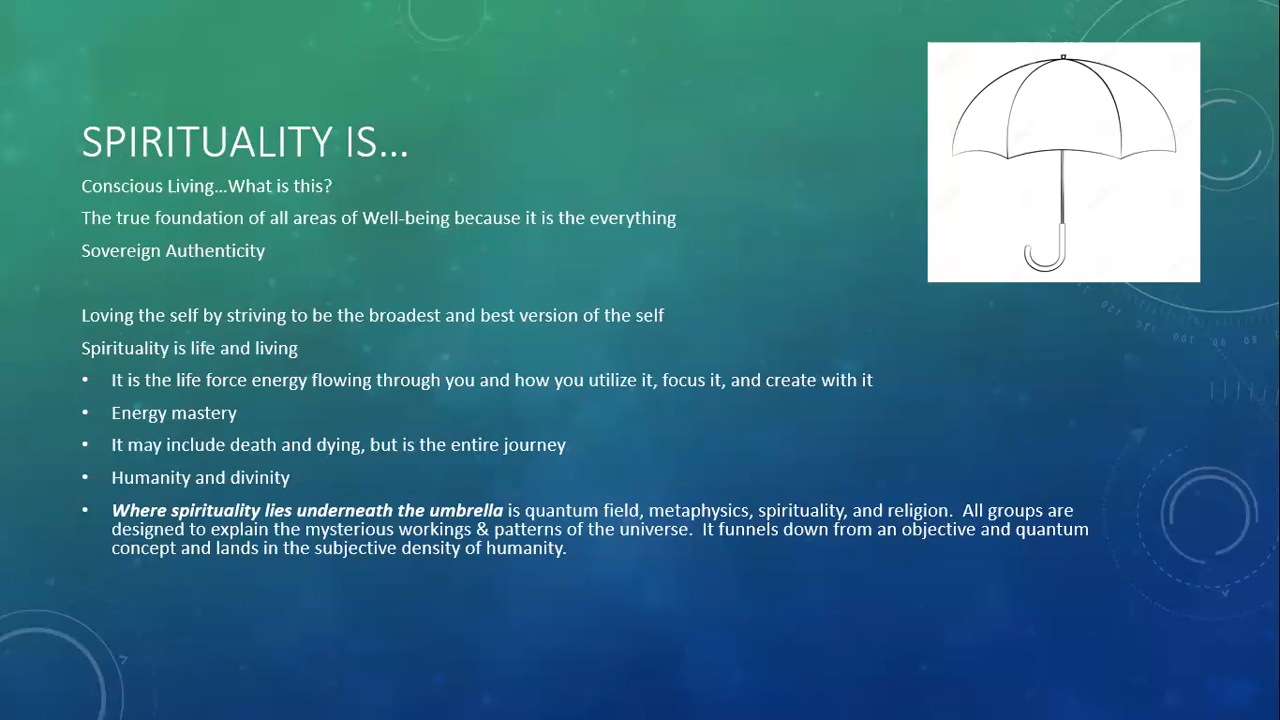 SPIRITUALITY IS...
Conscious Living...What is this?
The true foundation of all areas of Well-being because it is the everything
Sovereign Authenticity
Loving the self by striving to be the broadest and best version of the self
Spirituality is life and living
• It is the life force energy flowing through you and how you utilize it, focus it, and create with it
• Energy mastery
• It may include death and dying, but is the entire journey
• Humanity and divinity
• Where spirituality lies underneath the umbrella is quantum field, metaphysics, spirituality, and religion.  All groups are
designed to explain the mysterious workings & patterns of the universe.  It funnels down from an objective and quantum
concept and lands in the subjective density of humanity.